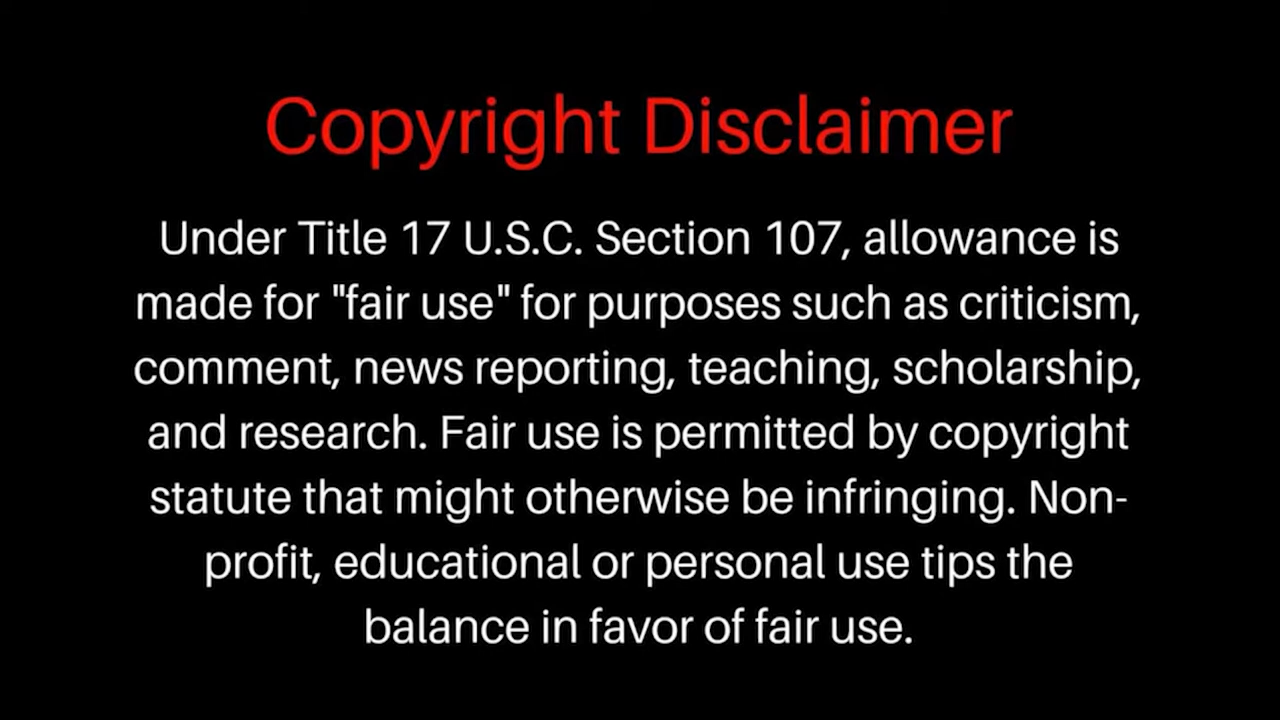 Copyright Disclaimer
Under Title 17 U.S.C. Section 107, allowance is
made for "fair use" for purposes such as criticism,
comment, news reporting, teaching, scholarship,
and research. Fair use is permitted by copyright
statute that might otherwise be infringing. Non-
profit, educational or personal use tips the
balance in favor of fair use.